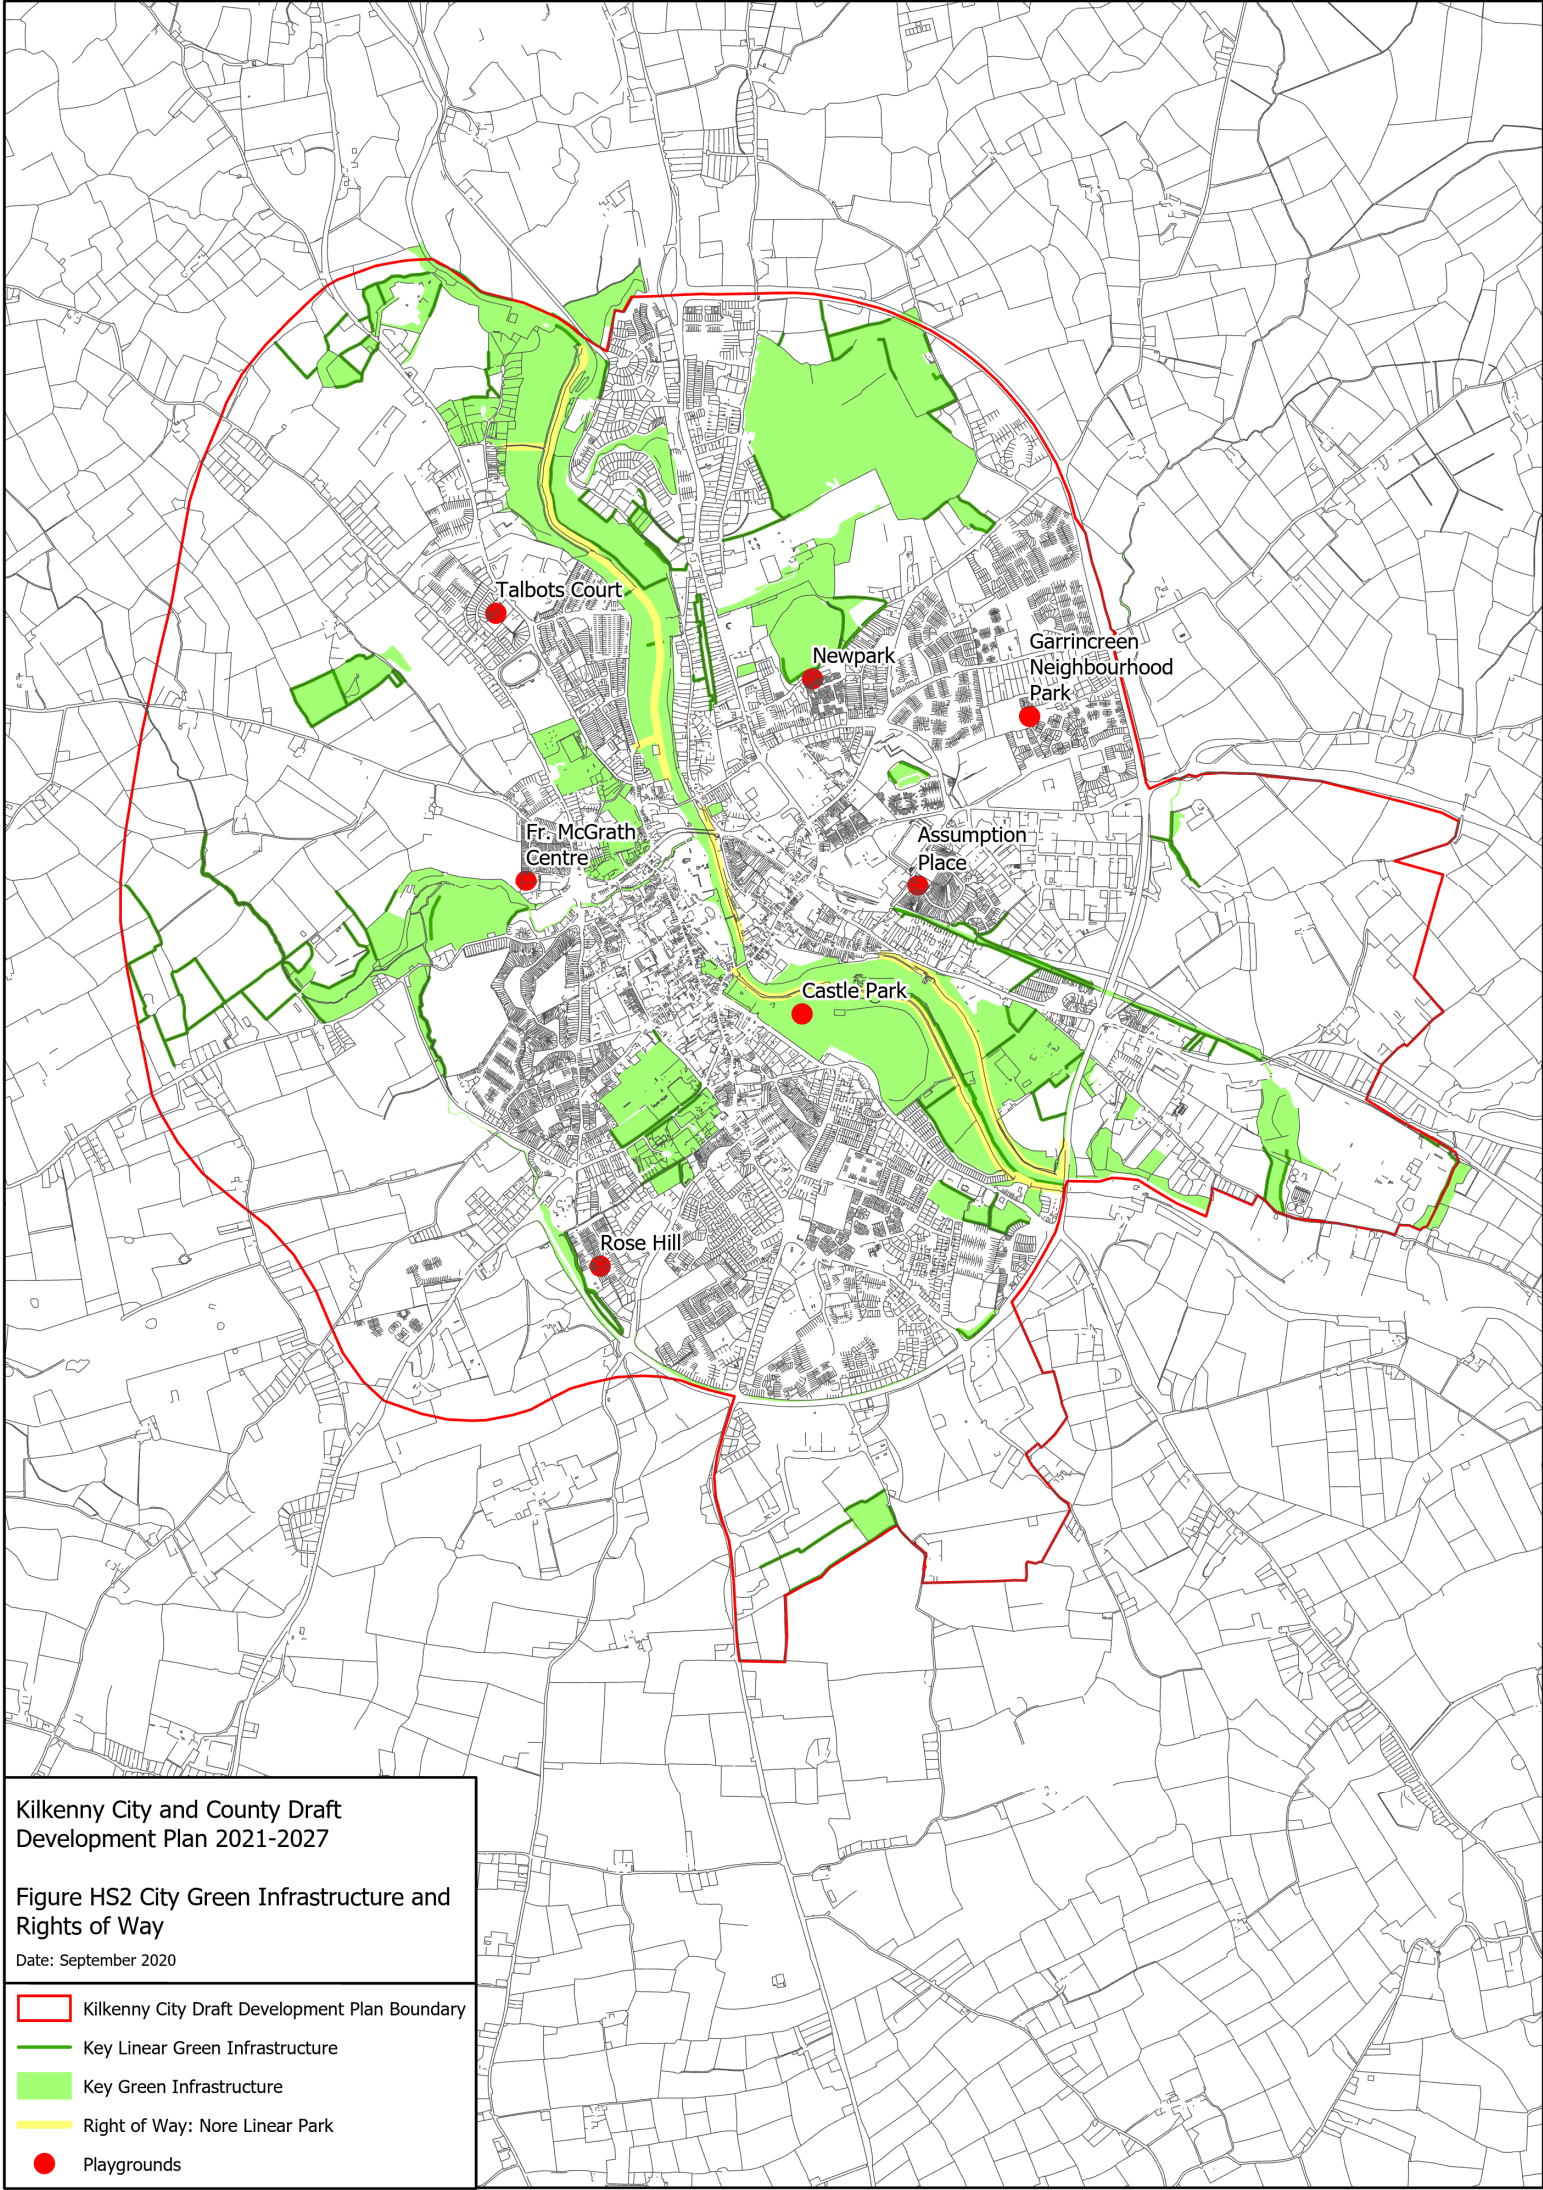 Talbots Court
Newpark
Garrincreen
Neighbourhood
Park
Fr. McGrath
Centre
Assumption
Place
Castle Park
Rose Hill
Kilkenny City and County Draft
Development Plan 2021-2027
Figure HS2 City Green Infrastructure and
Rights of Way
Date: September 2020
Kilkenny City Draft Development Plan Boundary
Key Linear Green Infrastructure
Key Green Infrastructure
Right of Way: Nore Linear Park
Playgrounds